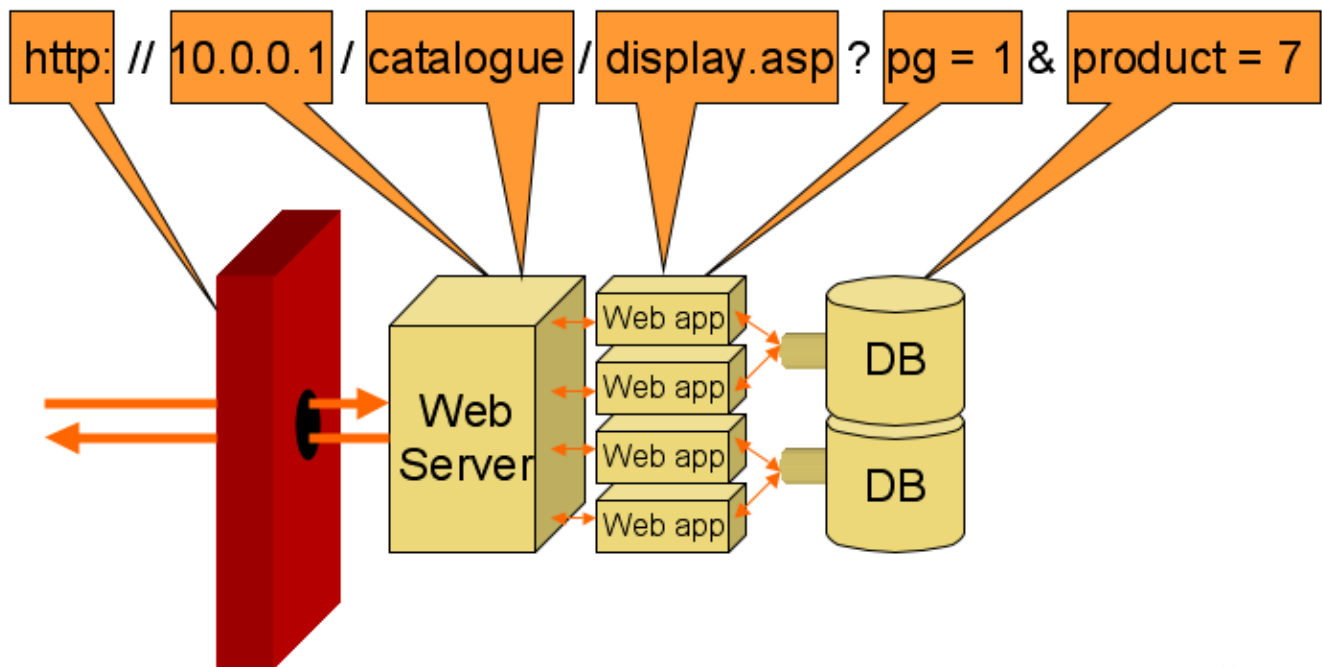 http: // 10.0.0.1 / catalogue / display.asp ? pg = 1 & product = 7
Web app
Web app
Web app
Web app
Web
Server
DB
DB